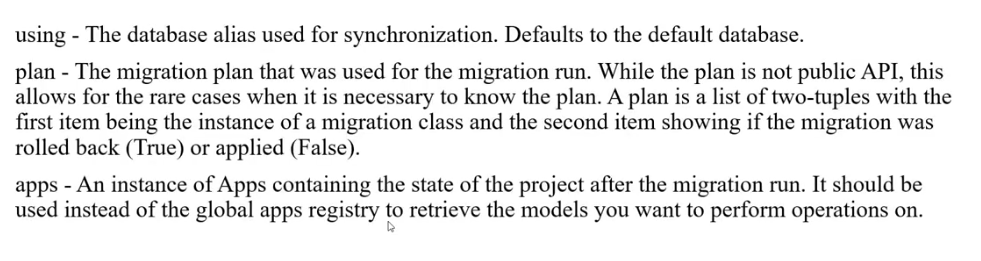 using - The database alias used for synchronization. Defaults to the default database.
plan - The migration plan that was used for the migration run. While the plan is not public API, this
allows for the rare cases when it is necessary to know the plan. A plan is a list of two-tuples with the
first item being the instance of a migration class and the second item showing if the migration was
rolled back (True) or applied (False).
apps - An instance of Apps containing the state of the project after the migration run. It should be
used instead of the global apps registry to retrieve the models you want to perform operations on.